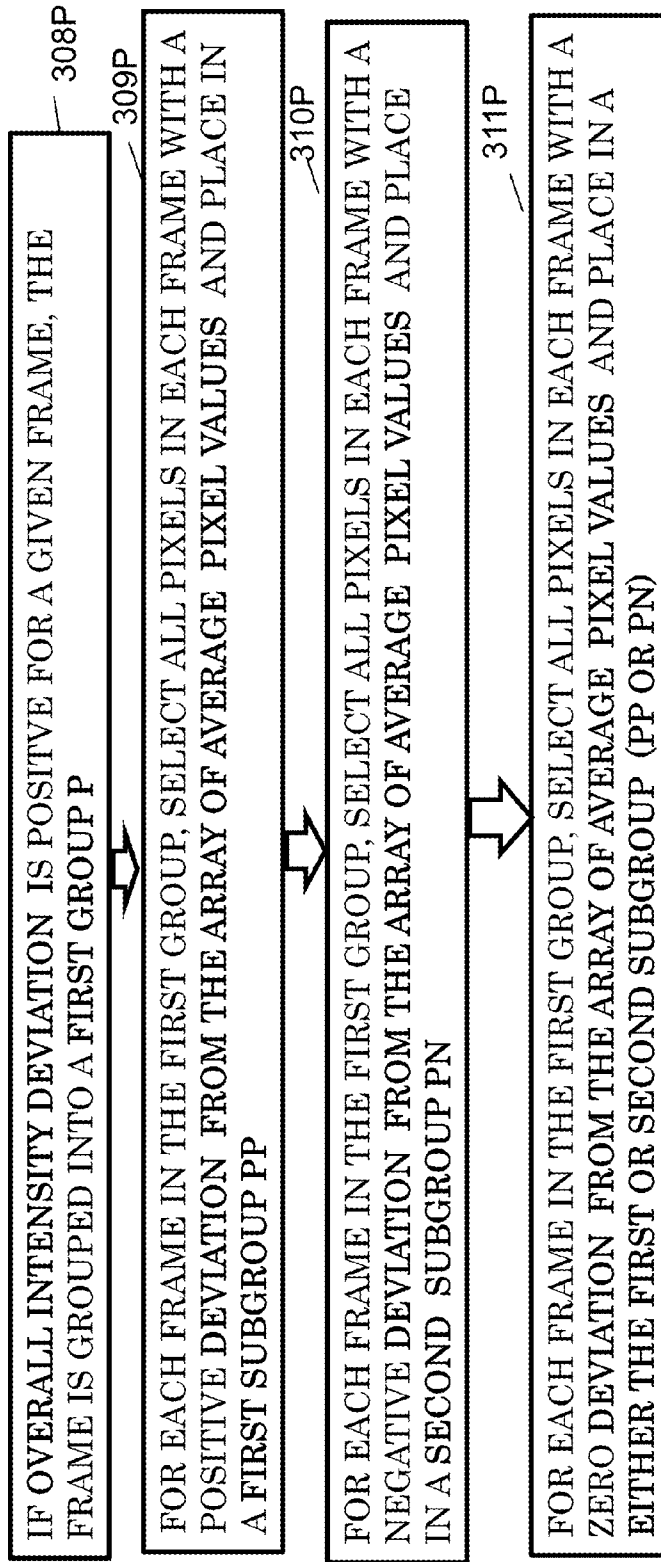 308P
IF OVERALL INTENSITY DEVIATION IS POSITVE FOR A GIVEN FRAME, THE
FRAME IS GROUPED INTO A FIRST GROUP P
309P
FOR EACH FRAME IN THE FIRST GROUP, SELECT ALL PIXELS IN EACH FRAME WITH A
POSITIVE DEVIATION FROM THE ARRAY OF AVERAGE PIXEL VALUES AND PLACE IN
A FIRST SUBGROUP PP
310P
FOR EACH FRAME IN THE FIRST GROUP, SELECT ALL PIXELS IN EACH FRAME WITH A
NEGATIVE DEVIATION FROM THE ARRAY OF AVERAGE PIXEL VALUES AND PLACE
IN A SECOND SUBGROUP PN
311P
FOR EACH FRAME IN THE FIRST GROUP, SELECT ALL PIXELS IN EACH FRAME WITH A
ZERO DEVIATION FROM THE ARRAY OF AVERAGE PIXEL VALUES AND PLACE IN A
EITHER THE FIRST OR SECOND SUBGROUP (PP OR PN)